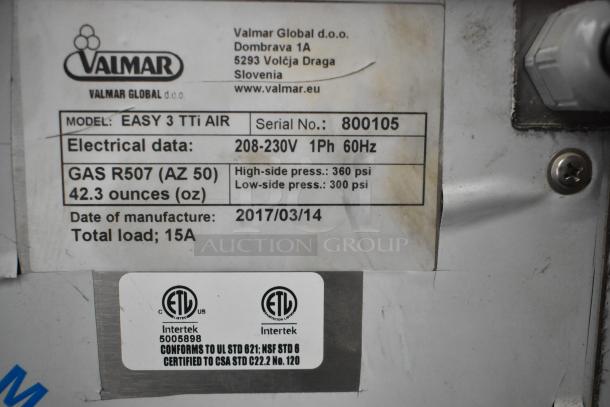 VALMAR
VALMAR GLOBAL d.o.o.
Valmar Global d.o.o.
Dombrava 1A
5293 Volčja Draga
Slovenia
www.valmar.eu
MODEL: EASY 3 TTi AIR
Serial No.: 800105
Electrical data: 208-230V 1Ph 60Hz
GAS R507 (AZ 50)
42.3 ounces (oz)
High-side press.: 360 psi
Low-side press.: 300 psi
Date of manufacture: 2017/03/14
Total load; 15A
PCI
AUCTION GROUP
C ETL US
Intertek
5005898
ETL
Intertek
CONFORMS TO UL STD 621; NSF STD 6
CERTIFIED TO CSA STD C22.2 No. 120
M